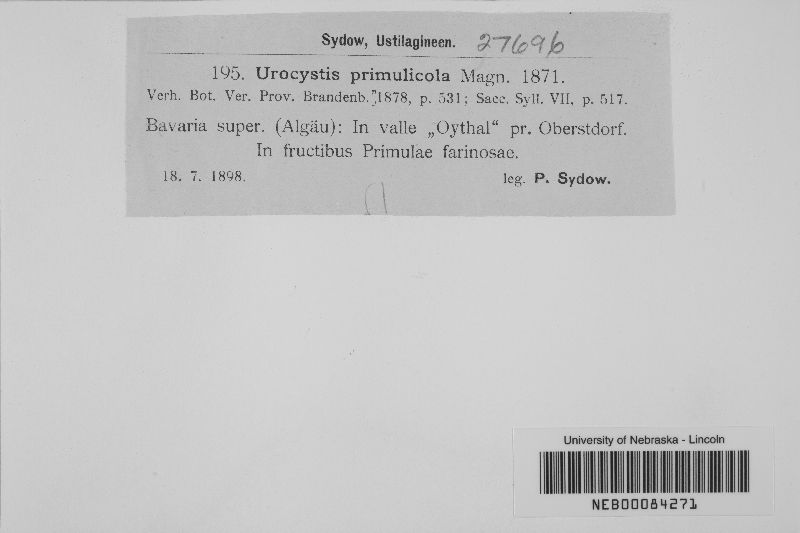 Sydow, Ustilagineen. 27696
195. Urocystis primulicola Magn. 1871.
Verh. Bot. Ver. Prov. Brandenb. 1878, p. 531; Sacc. Syll. VII, p. 517.
Bavaria super. (Algäu): In valle „Oythal“ pr. Oberstdorf.
In fructibus Primulae farinosae.
18. 7. 1898. leg. P. Sydow.
University of Nebraska - Lincoln
NEB00084271